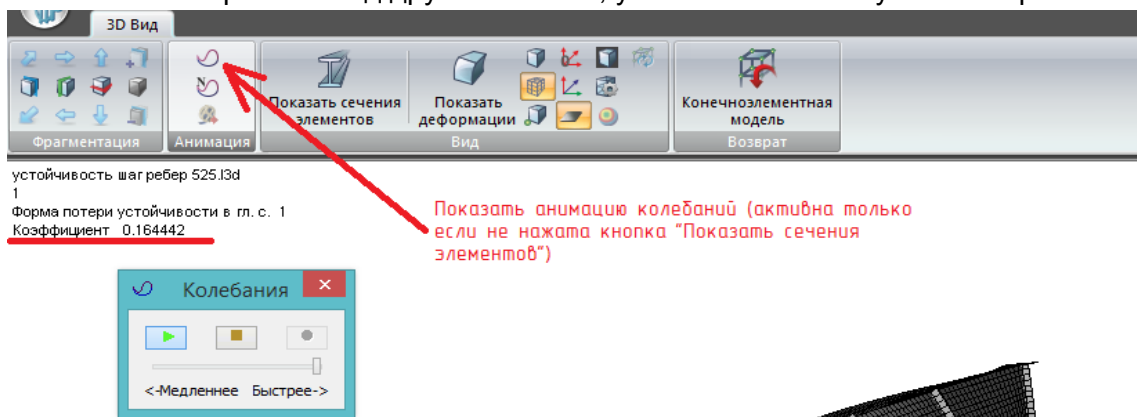 3D Вид
Показать сечения
элементов
Показать
деформации
Конечноэлементная
модель
Фрагментация
Анимация
Вид
Возврат
устойчивость шаг ребер 525.l3d
1
Форма потери устойчивости в гл. с. 1
Коэффициент 0.164442
Показать анимацию колебаний (активна только
если не нажата кнопка "Показать сечения
элементов")
Колебания
<-Медленнее Быстрее->